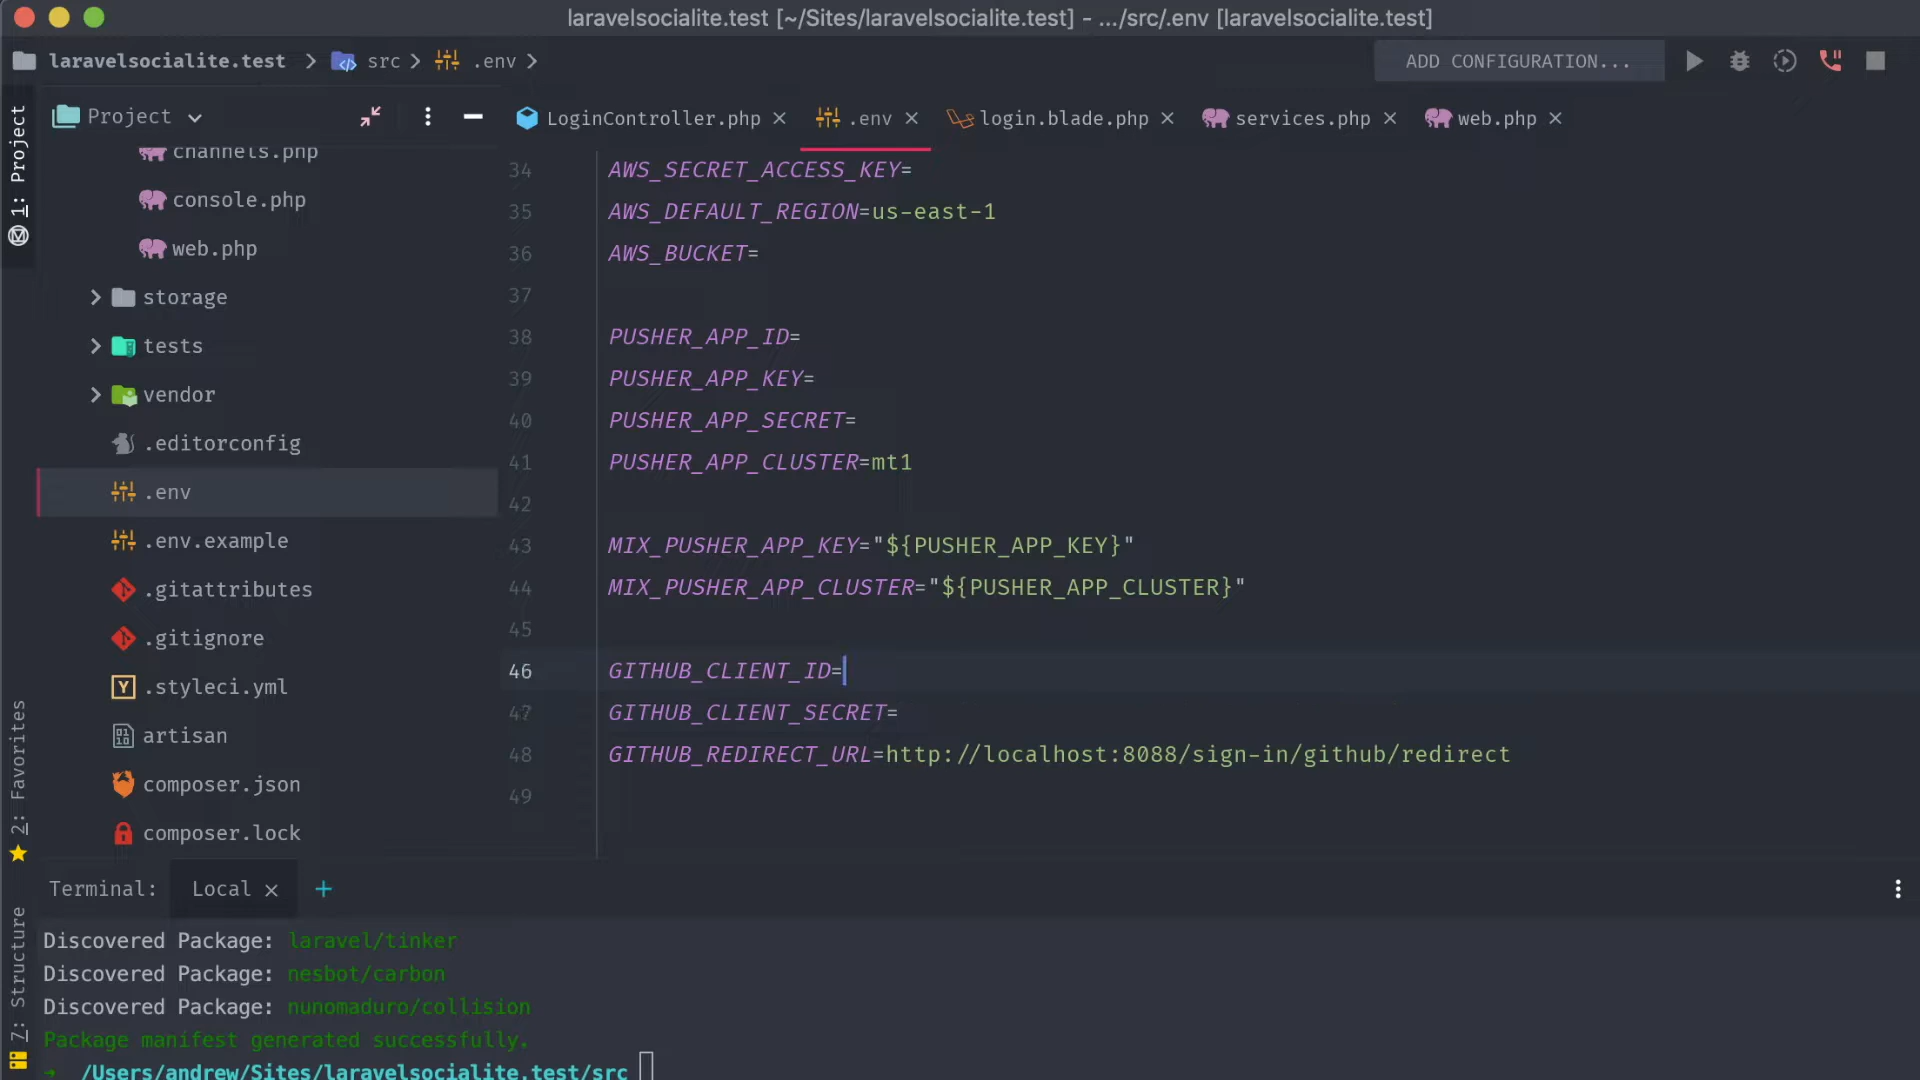 laravelsocialite.test [~/Sites/laravelsocialite.test] - .../src/.env [laravelsocialite.test]
laravelsocialite.test src .env
ADD CONFIGURATION...
1: Project
Project
LoginController.php
.env
login.blade.php
services.php
web.php
channels.php
console.php
web.php
storage
tests
vendor
.editorconfig
.env
.env.example
.gitattributes
.gitignore
.styleci.yml
artisan
composer.json
composer.lock
34 AWS_SECRET_ACCESS_KEY=
35 AWS_DEFAULT_REGION=us-east-1
36 AWS_BUCKET=
37
38 PUSHER_APP_ID=
39 PUSHER_APP_KEY=
40 PUSHER_APP_SECRET=
41 PUSHER_APP_CLUSTER=mt1
42
43 MIX_PUSHER_APP_KEY="${PUSHER_APP_KEY}"
44 MIX_PUSHER_APP_CLUSTER="${PUSHER_APP_CLUSTER}"
45
46 GITHUB_CLIENT_ID=
47 GITHUB_CLIENT_SECRET=
48 GITHUB_REDIRECT_URL=http://localhost:8088/sign-in/github/redirect
49
2: Favorites
7: Structure
Terminal: Local +
Discovered Package: laravel/tinker
Discovered Package: nesbot/carbon
Discovered Package: nunomaduro/collision
Package manifest generated successfully.
→ /Users/andrew/Sites/laravelsocialite.test/src